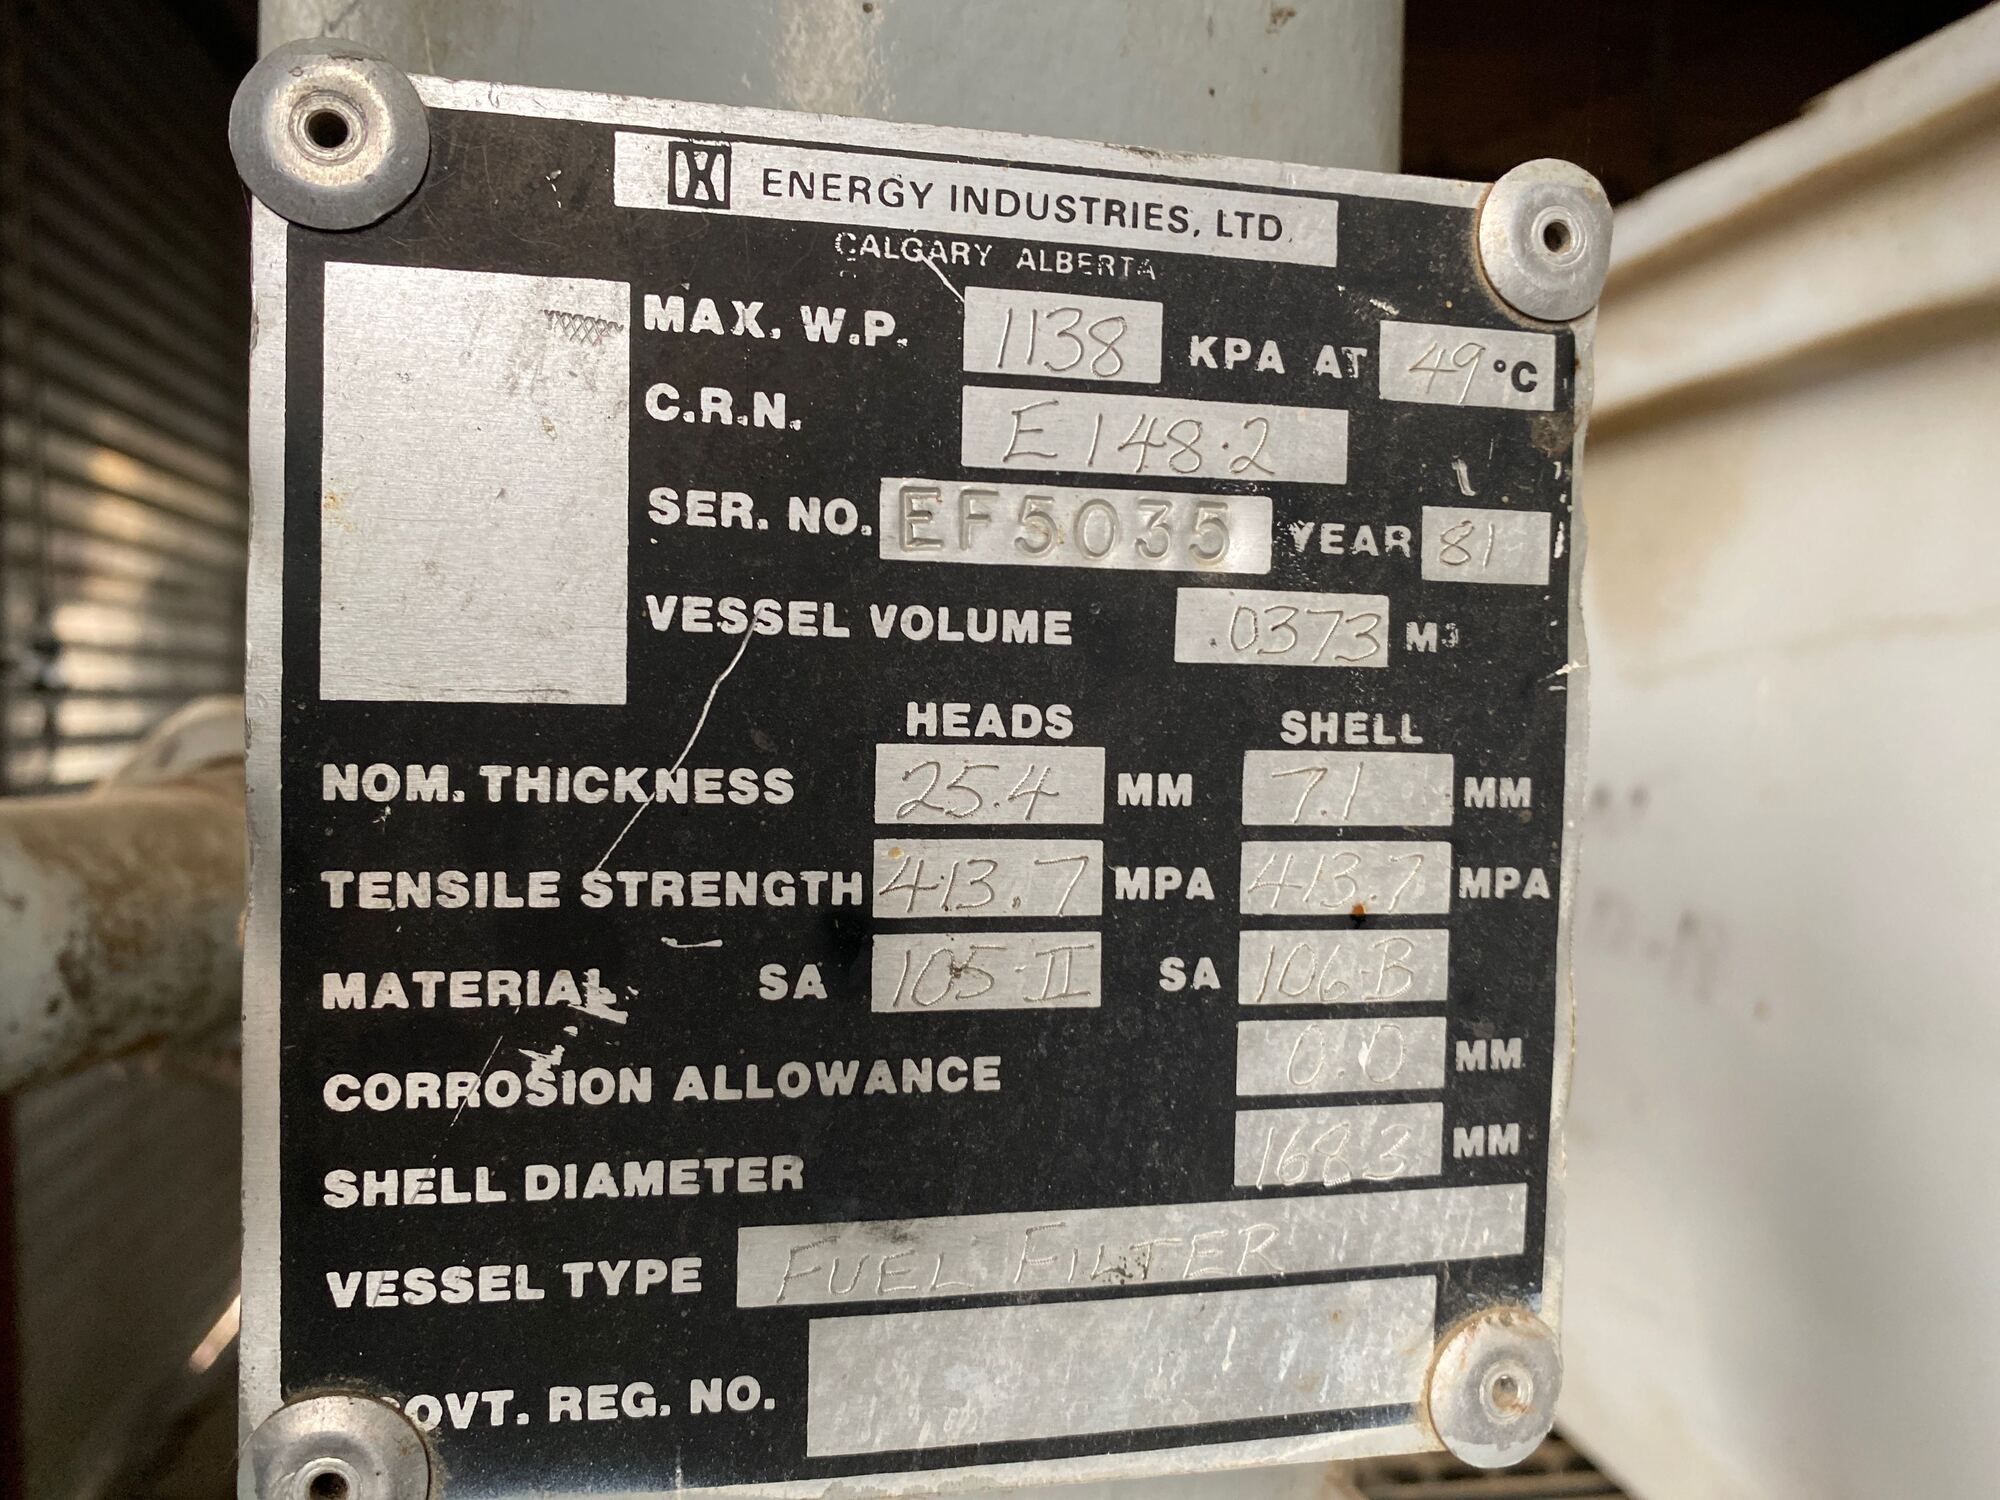 ENERGY INDUSTRIES, LTD.
CALGARY ALBERTA
MAX. W.P. 1138 KPA AT 49 °C
C.R.N. E148.2
SER. NO. EF5035 YEAR 81
VESSEL VOLUME .0373 M3
HEADS SHELL
NOM. THICKNESS 25.4 MM 7.1 MM
TENSILE STRENGTH 413.7 MPA 413.7 MPA
MATERIAL SA 105-II SA 106-B
CORROSION ALLOWANCE 0.0 MM
SHELL DIAMETER 168.3 MM
VESSEL TYPE FUEL FILTER
GOVT. REG. NO.